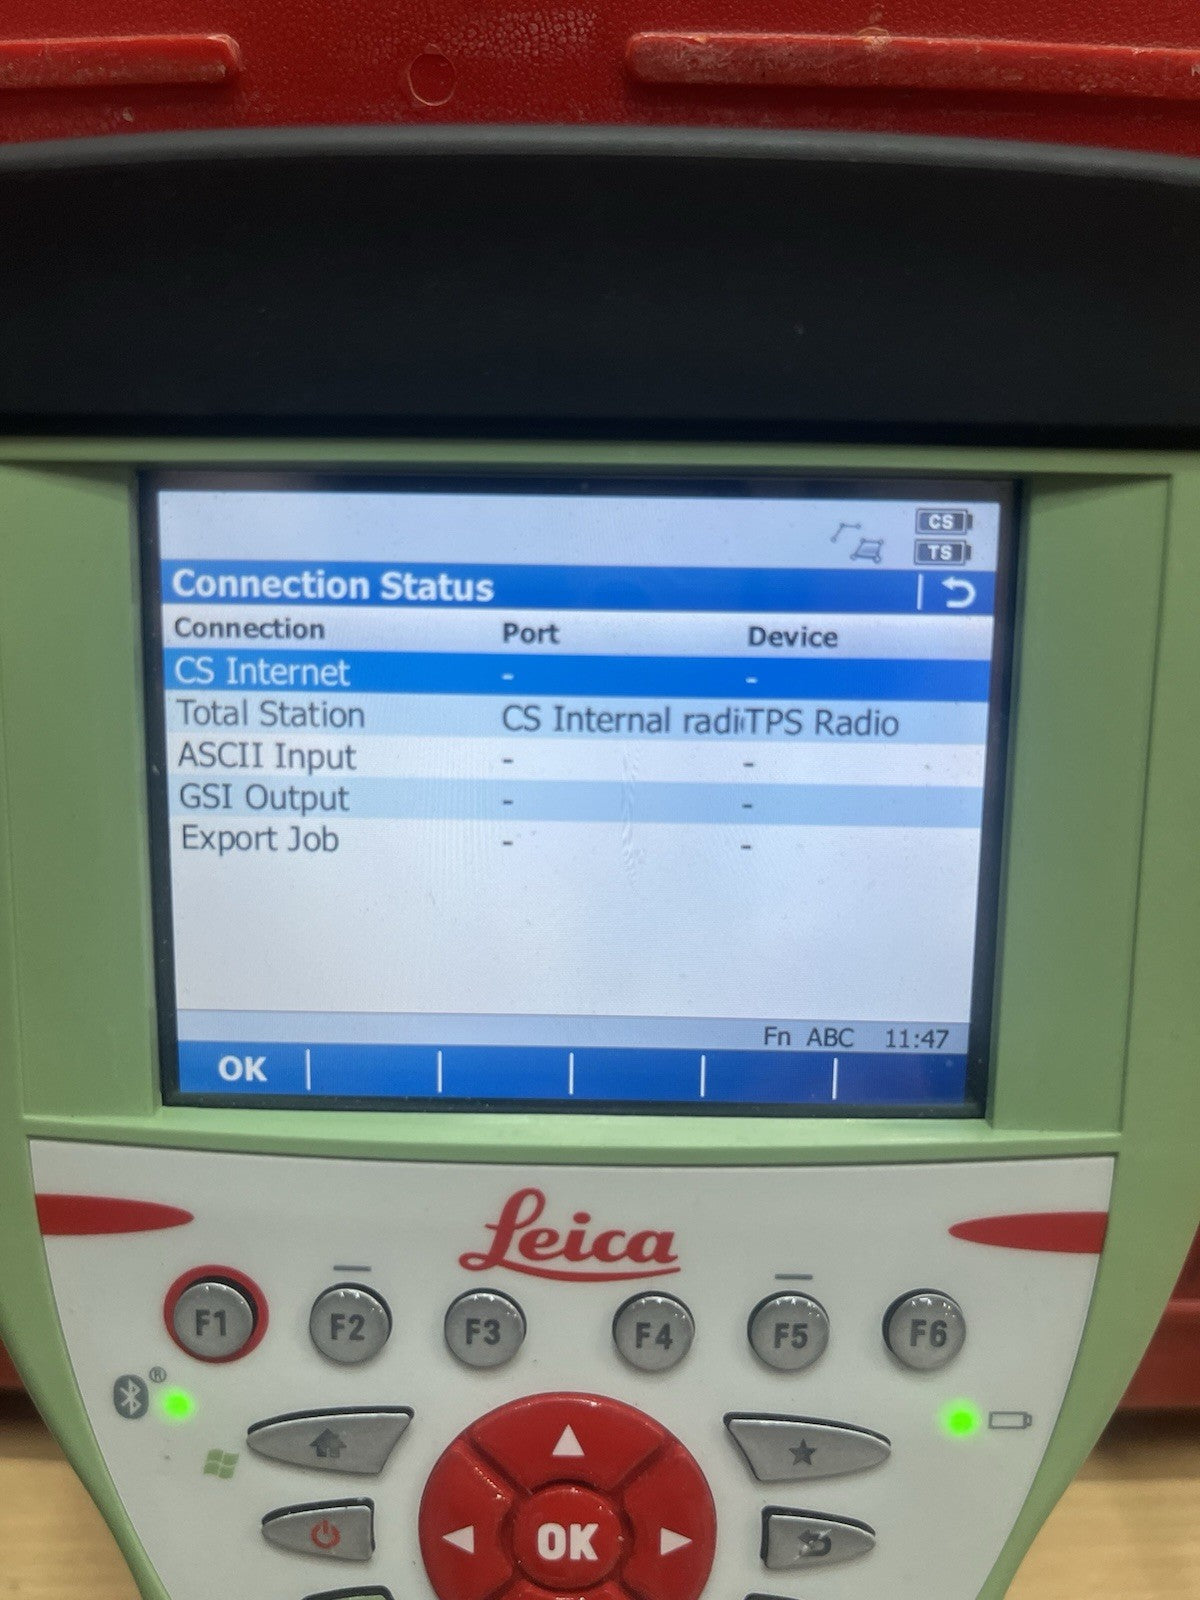 CS
TS
Connection Status
Connection Port Device
CS Internet - -
Total Station CS Internal radi TPS Radio
ASCII Input - -
GSI Output - -
Export Job - -
Fn ABC 11:47
OK
Leica
F1 F2 F3 F4 F5 F6
®
OK